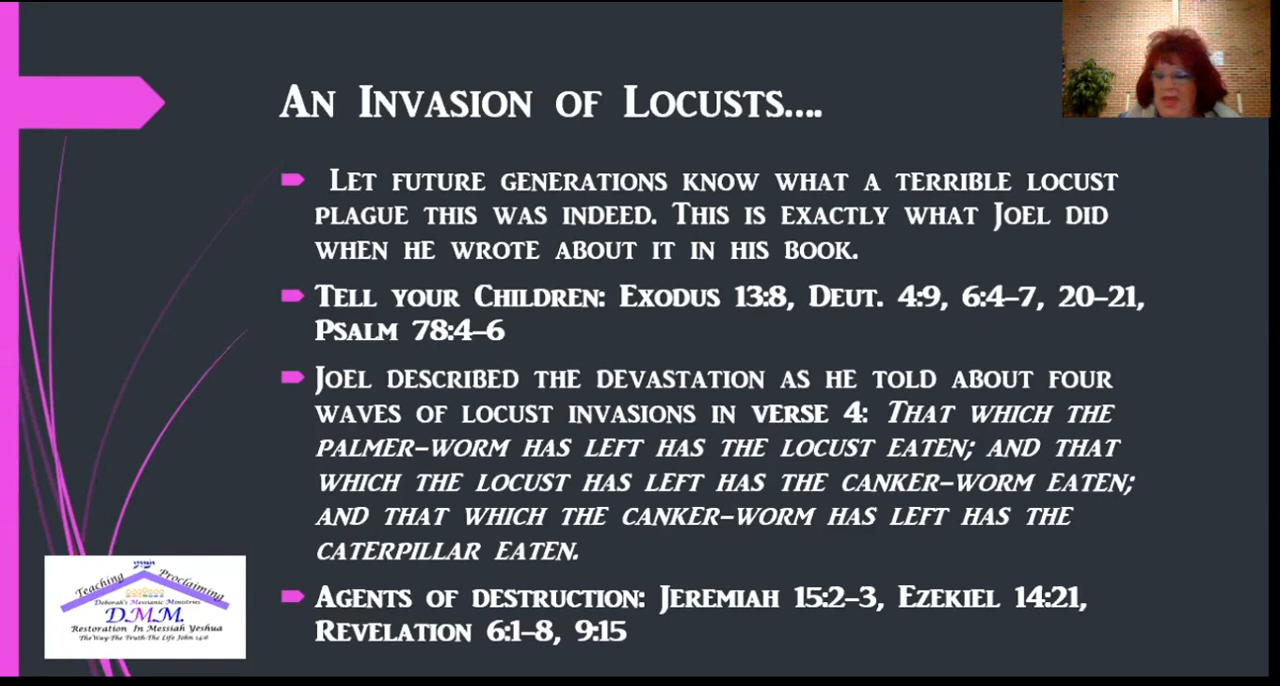 An Invasion of Locusts....
Let future generations know what a terrible locust
plague this was indeed. This is exactly what Joel did
when he wrote about it in his book.
Tell your Children: Exodus 13:8, Deut. 4:9, 6:4–7, 20–21,
Psalm 78:4–6
Joel described the devastation as he told about four
waves of locust invasions in verse 4: That which the
palmer–worm has left has the locust eaten; and that
which the locust has left has the canker–worm eaten;
and that which the canker–worm has left has the
caterpillar eaten.
Agents of destruction: Jeremiah 15:2–3, Ezekiel 14:21,
Revelation 6:1–8, 9:15
ישוע
Teaching Proclaiming
Deborah's Messianic Ministries
D.M.M.
Restoration In Messiah Yeshua
The Way-The Truth-The Life John 14:6